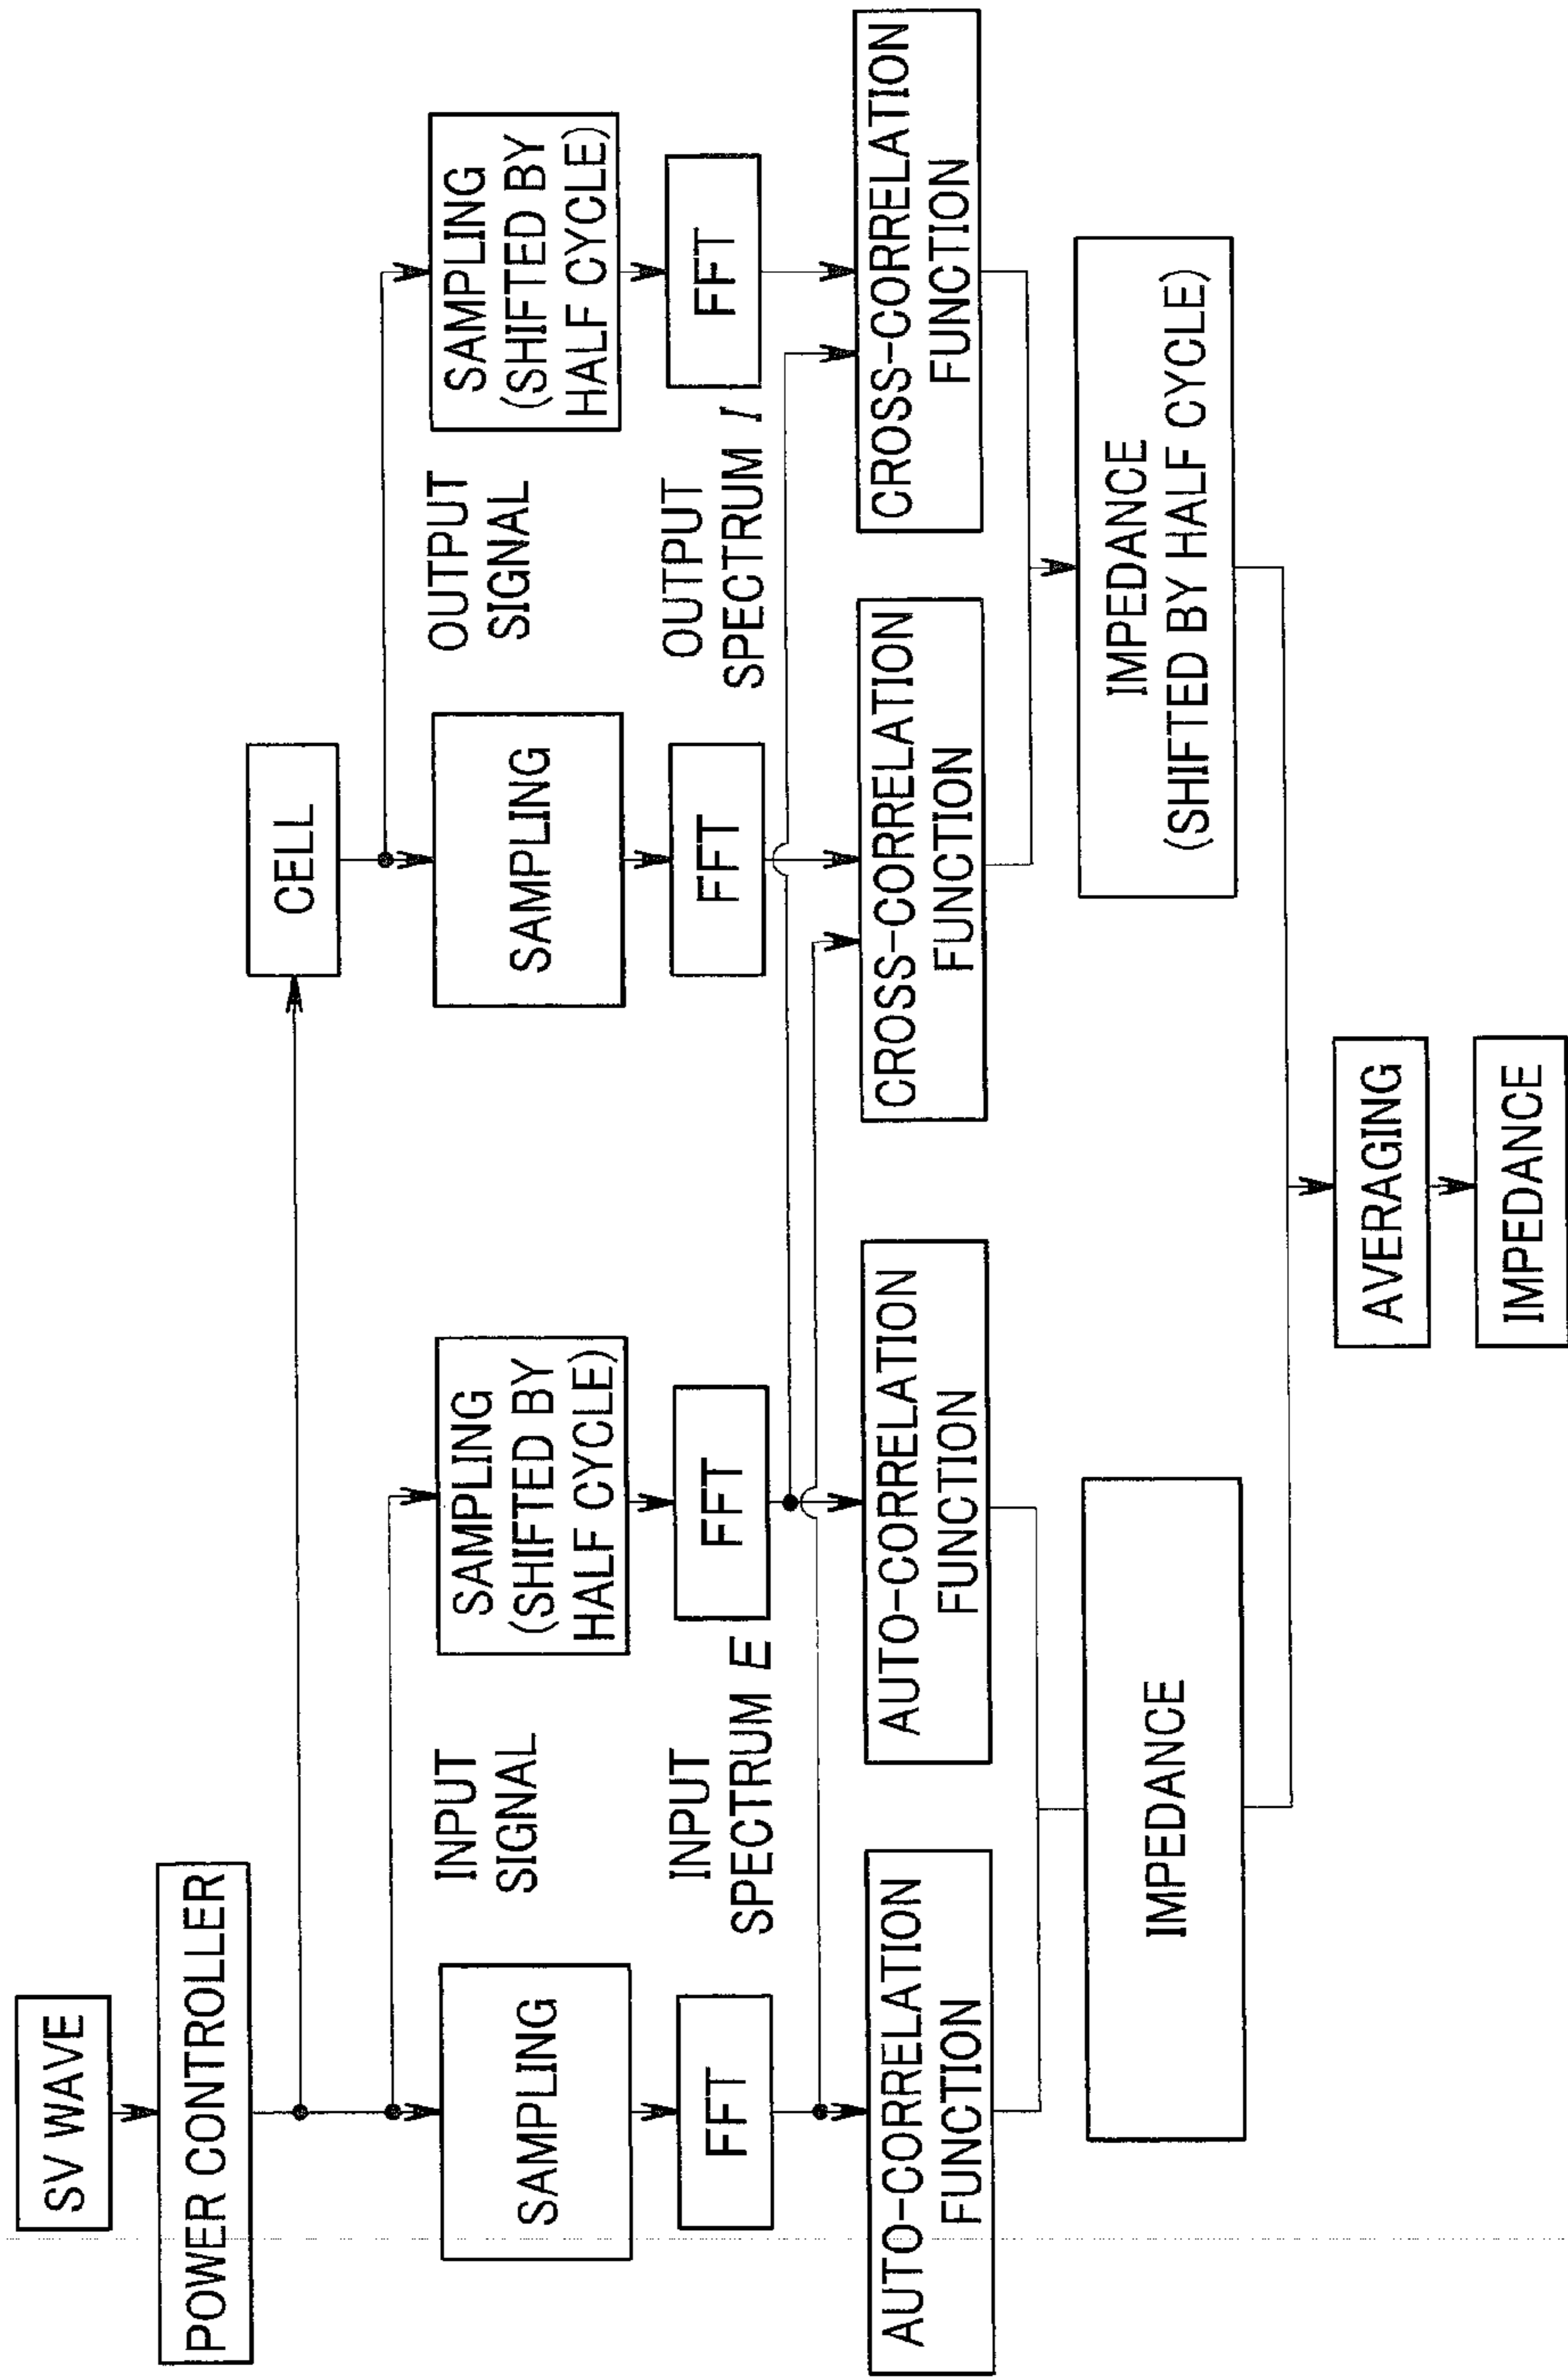 SV WAVE
POWER CONTROLLER
CELL
INPUT
SIGNAL
OUTPUT
SIGNAL
SAMPLING
SAMPLING
(SHIFTED BY
HALF CYCLE)
SAMPLING
SAMPLING
(SHIFTED BY
HALF CYCLE)
FFT
INPUT
SPECTRUM E
FFT
FFT
OUTPUT
SPECTRUM I
FFT
AUTO-CORRELATION
FUNCTION
AUTO-CORRELATION
FUNCTION
CROSS-CORRELATION
FUNCTION
CROSS-CORRELATION
FUNCTION
IMPEDANCE
IMPEDANCE
(SHIFTED BY HALF CYCLE)
AVERAGING
IMPEDANCE